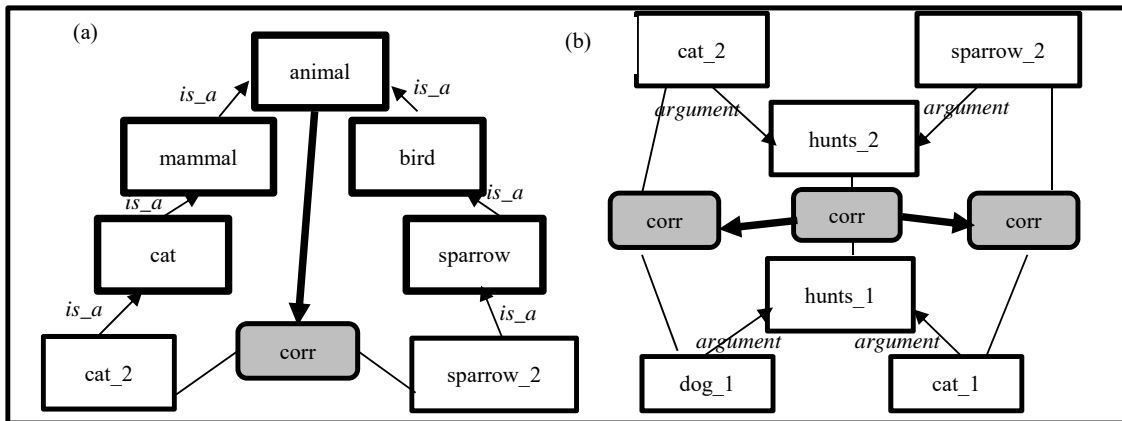 (a)
animal
is_a
is_a
mammal
bird
is_a
is_a
cat
sparrow
is_a
is_a
corr
cat_2
sparrow_2
(b)
cat_2
sparrow_2
argument
argument
hunts_2
corr
corr
corr
hunts_1
argument
argument
dog_1
cat_1